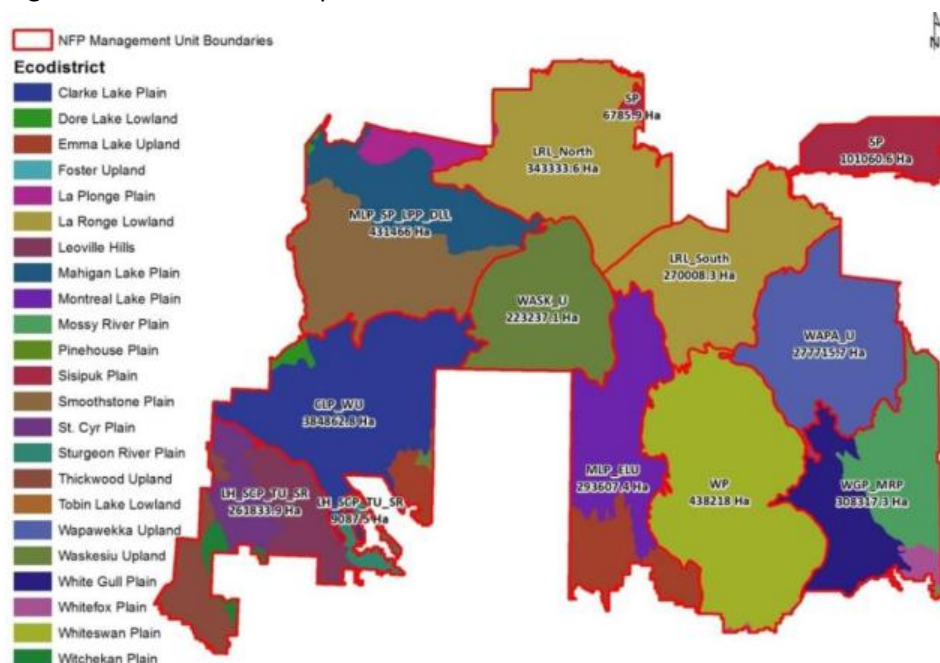 NFP Management Unit Boundaries
Ecodistrict
Clarke Lake Plain
Dore Lake Lowland
Emma Lake Upland
Foster Upland
La Plonge Plain
La Ronge Lowland
Leoville Hills
Mahigan Lake Plain
Montreal Lake Plain
Mossy River Plain
Pinehouse Plain
Sisipuk Plain
Smoothstone Plain
St. Cyr Plain
Sturgeon River Plain
Thickwood Upland
Tobin Lake Lowland
Wapawekka Upland
Waskesiu Upland
White Gull Plain
Whitefox Plain
Whiteswan Plain
Witchekan Plain
SP
6785.9 Ha
SP
101060.6 Ha
LRL_North
343333.6 Ha
MLP_SP_LPP_DLL
431466 Ha
LRL_South
270008.3 Ha
WASK_U
223237.1 Ha
WAPA_U
277715.7 Ha
CLP_WU
384862.8 Ha
LH_SCP_TU_SR
261833.9 Ha
LH_SCP_TU_SR
9087.5 Ha
MLP_ELU
293607.4 Ha
WP
438218 Ha
WGP_MRP
308317.3 Ha